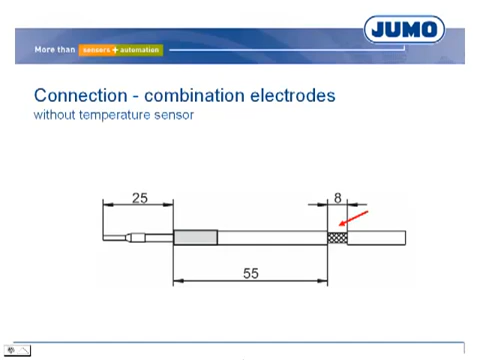 JUMO
More than sensors + automation
Connection - combination electrodes
without temperature sensor
25
8
55